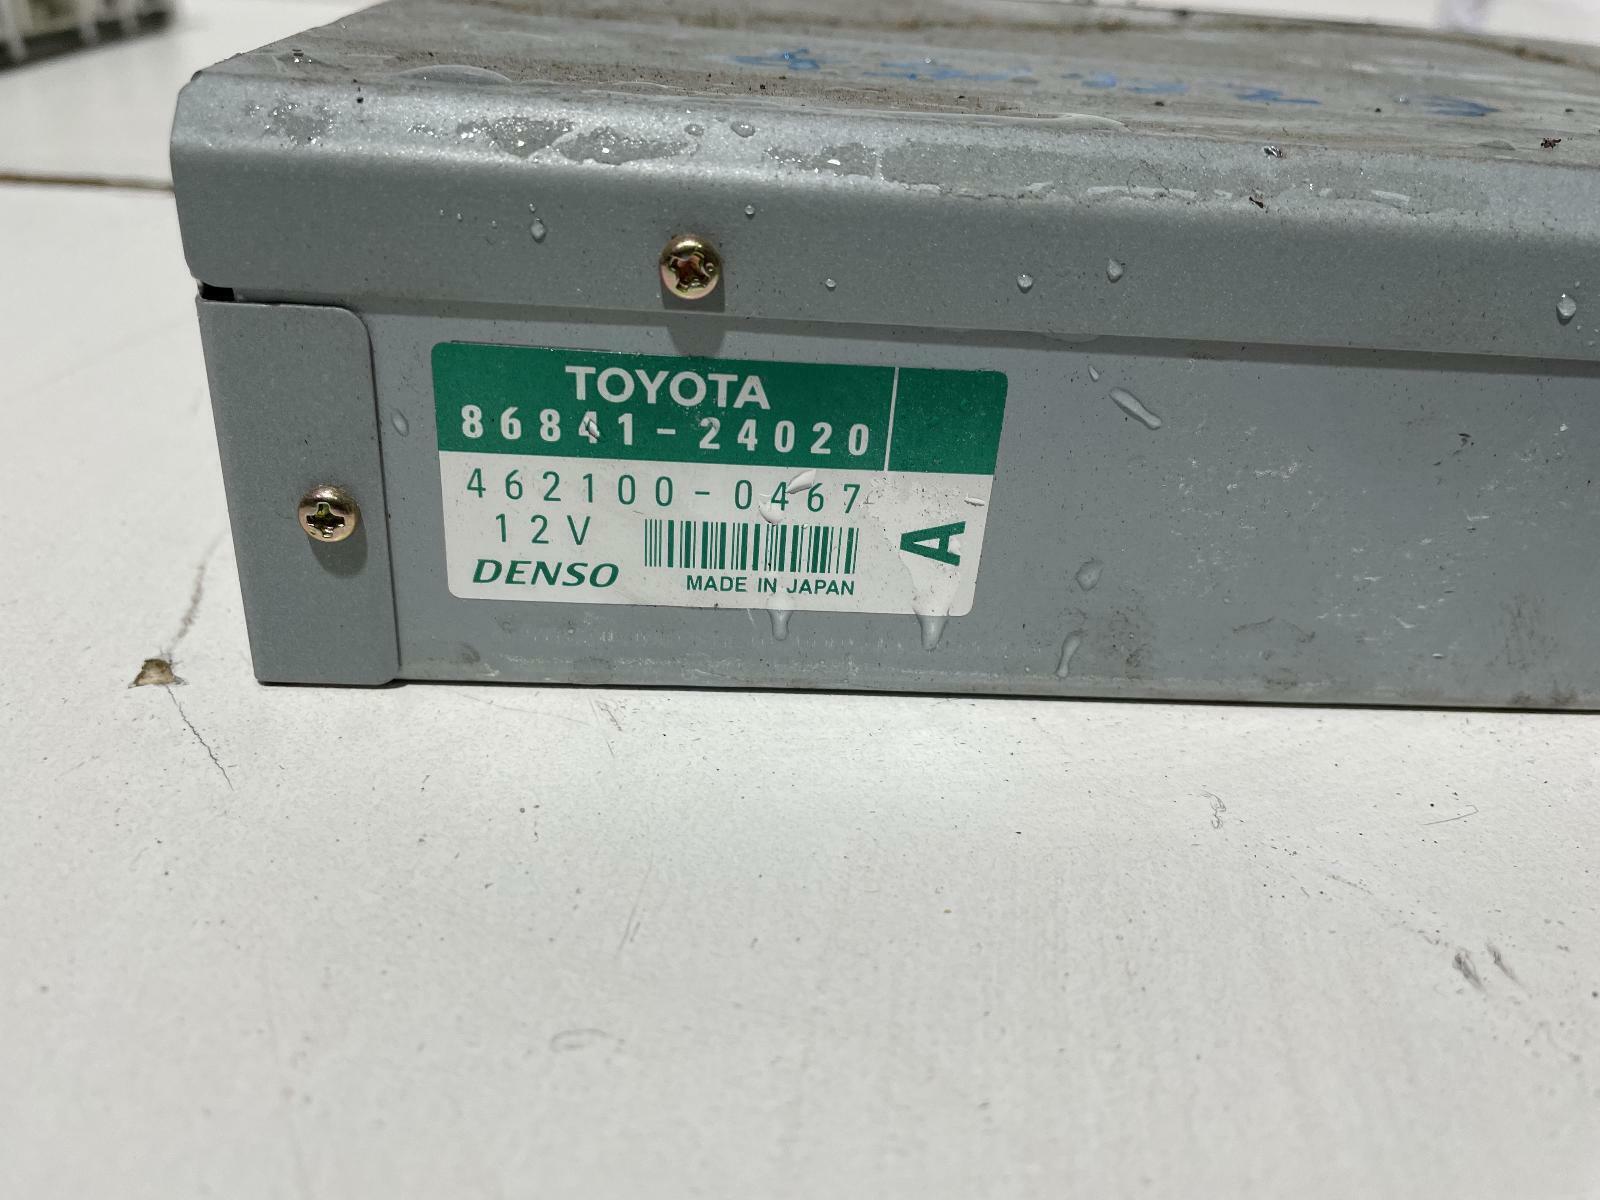 TOYOTA
86841-24020
462100-0467
12V
DENSO
MADE IN JAPAN
A